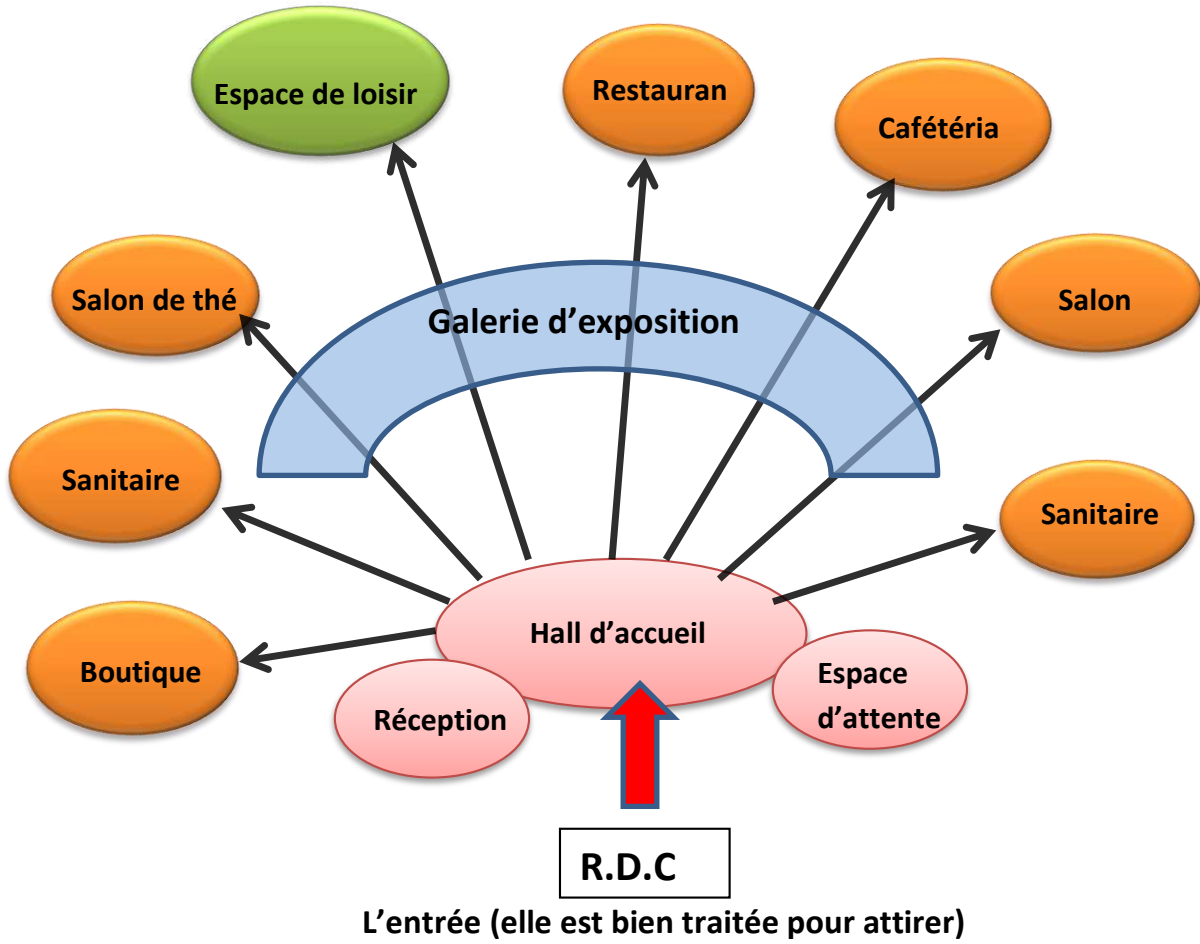 Espace de loisir
Restauran
Cafétéria
Salon de thé
Galerie d’exposition
Salon
Sanitaire
Sanitaire
Hall d’accueil
Boutique
Réception
Espace
d’attente
R.D.C
L’entrée (elle est bien traitée pour attirer)